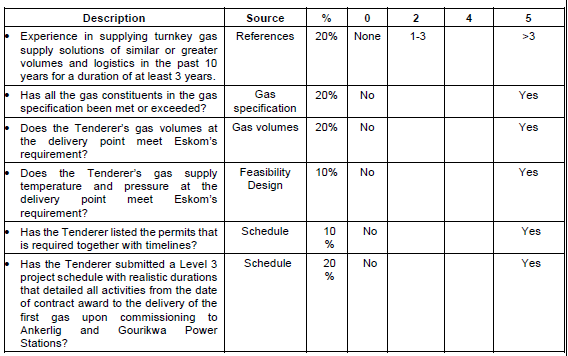 Description Source % 0 2 4 5
• Experience in supplying turnkey gas References 20% None 1-3 >3
supply solutions of similar or greater
volumes and logistics in the past 10
years for a duration of at least 3 years.
• Has all the gas constituents in the gas Gas 20% No Yes
specification been met or exceeded? specification
• Does the Tenderer's gas volumes at Gas volumes 20% No Yes
the delivery point meet Eskom's
requirement?
• Does the Tenderer's gas supply Feasibility 10% No Yes
temperature and pressure at the Design
delivery point meet Eskom's
requirement?
• Has the Tenderer listed the permits that Schedule 10 No Yes
is required together with timelines? %
• Has the Tenderer submitted a Level 3 Schedule 20 No Yes
project schedule with realistic durations %
that detailed all activities from the date
of contract award to the delivery of the
first gas upon commissioning to
Ankerlig and Gourikwa Power
Stations?